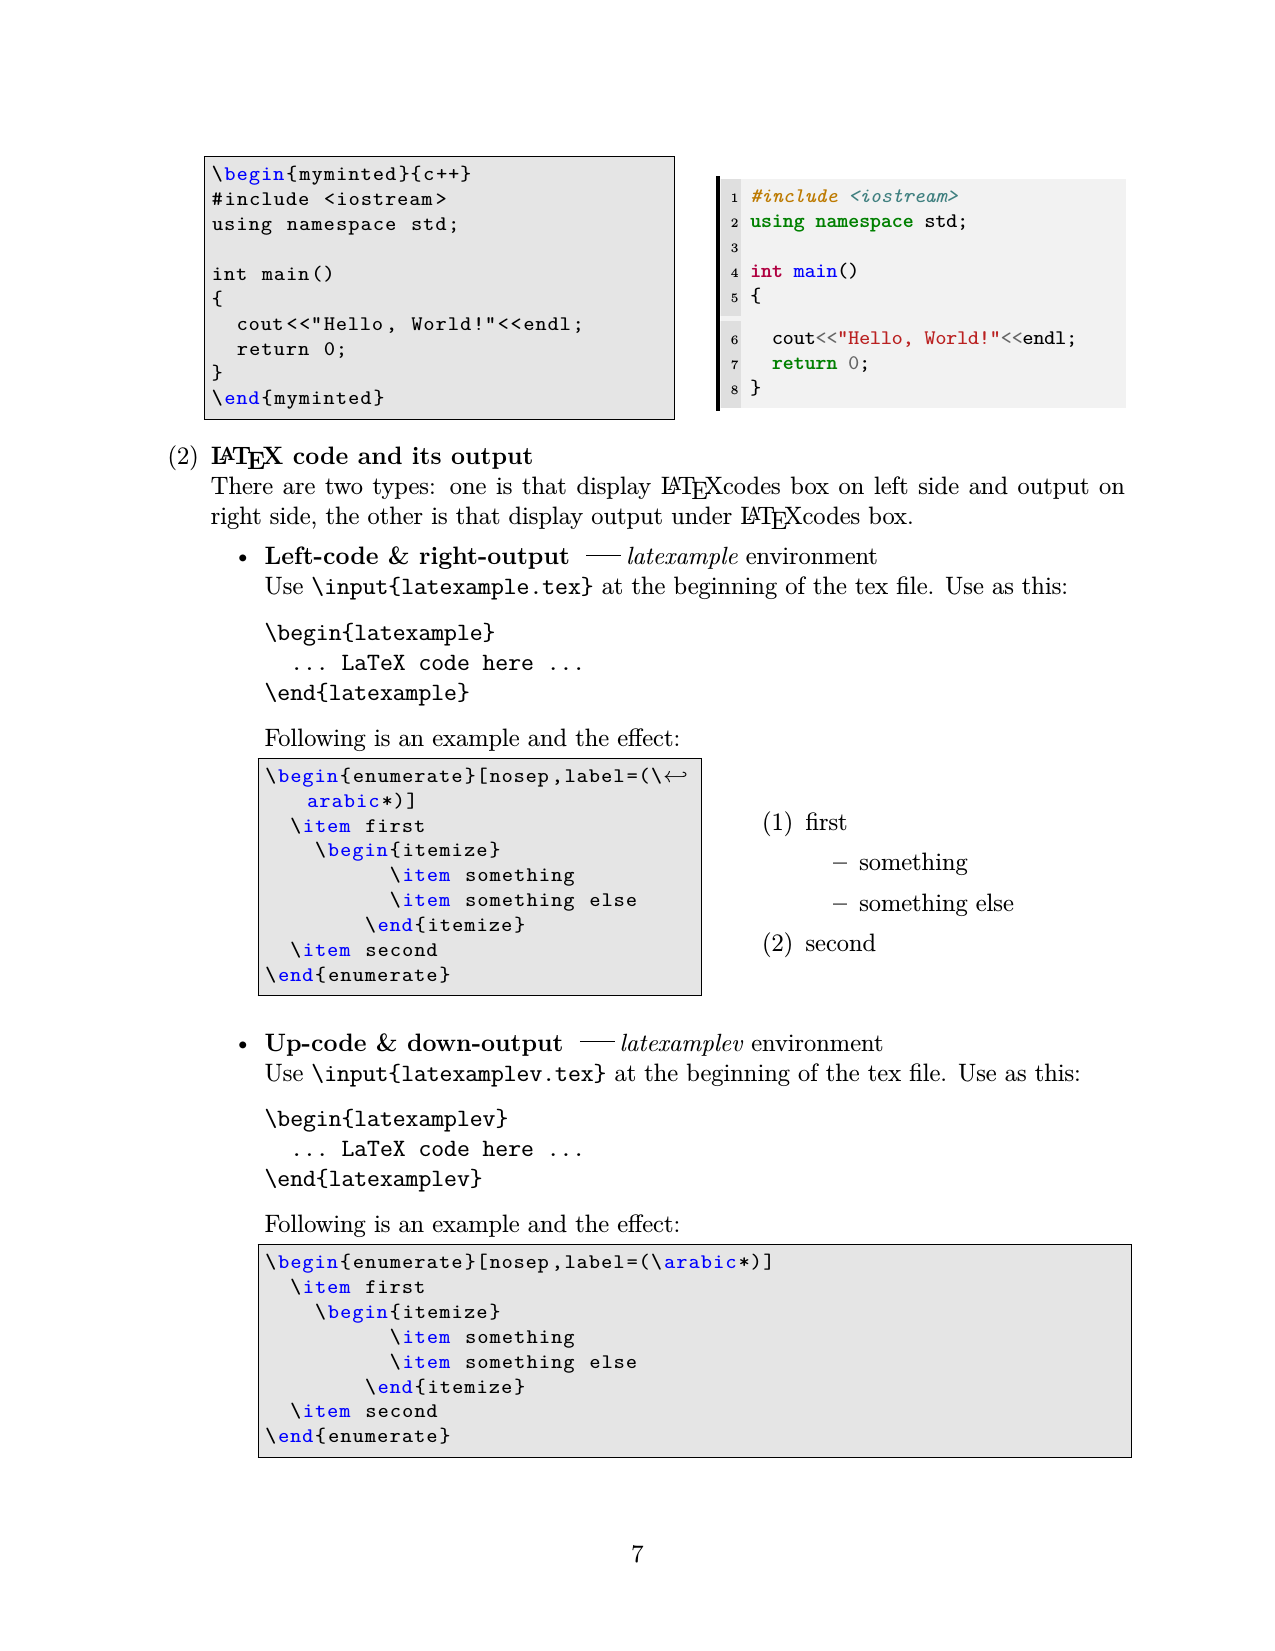 \begin{myminted}{c++}
#include <iostream>
using namespace std;

int main()
{
  cout<<"Hello, World!"<<endl;
  return 0;
}
\end{myminted}
1 #include <iostream>
2 using namespace std;
3
4 int main()
5 {
6   cout<<"Hello, World!"<<endl;
7   return 0;
8 }
(2) LATEX code and its output
There are two types: one is that display LATEXcodes box on left side and output on
right side, the other is that display output under LATEXcodes box.
• Left-code & right-output — latexample environment
Use \input{latexample.tex} at the beginning of the tex file. Use as this:
\begin{latexample}
  ... LaTeX code here ...
\end{latexample}
Following is an example and the effect:
\begin{enumerate}[nosep,label=(\↩
   arabic*)]
  \item first
    \begin{itemize}
          \item something
          \item something else
        \end{itemize}
  \item second
\end{enumerate}
(1) first
– something
– something else
(2) second
• Up-code & down-output — latexamplev environment
Use \input{latexamplev.tex} at the beginning of the tex file. Use as this:
\begin{latexamplev}
  ... LaTeX code here ...
\end{latexamplev}
Following is an example and the effect:
\begin{enumerate}[nosep,label=(\arabic*)]
  \item first
    \begin{itemize}
          \item something
          \item something else
        \end{itemize}
  \item second
\end{enumerate}
7